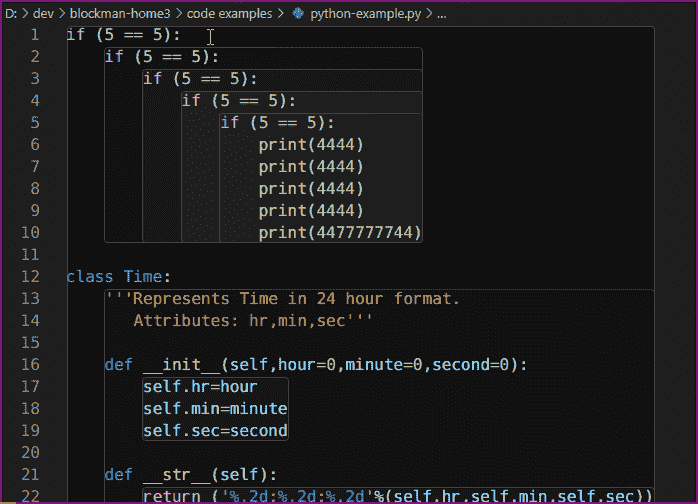 D: > dev > blockman-home3 > code examples > python-example.py > ...
1 if (5 == 5):
2     if (5 == 5):
3         if (5 == 5):
4             if (5 == 5):
5                 if (5 == 5):
6                     print(4444)
7                     print(4444)
8                     print(4444)
9                     print(4444)
10                     print(4477777744)
11
12 class Time:
13     '''Represents Time in 24 hour format.
14        Attributes: hr,min,sec'''
15
16     def __init__(self,hour=0,minute=0,second=0):
17         self.hr=hour
18         self.min=minute
19         self.sec=second
20
21     def __str__(self):
22         return ('%.2d:%.2d:%.2d'%(self.hr,self.min,self.sec))